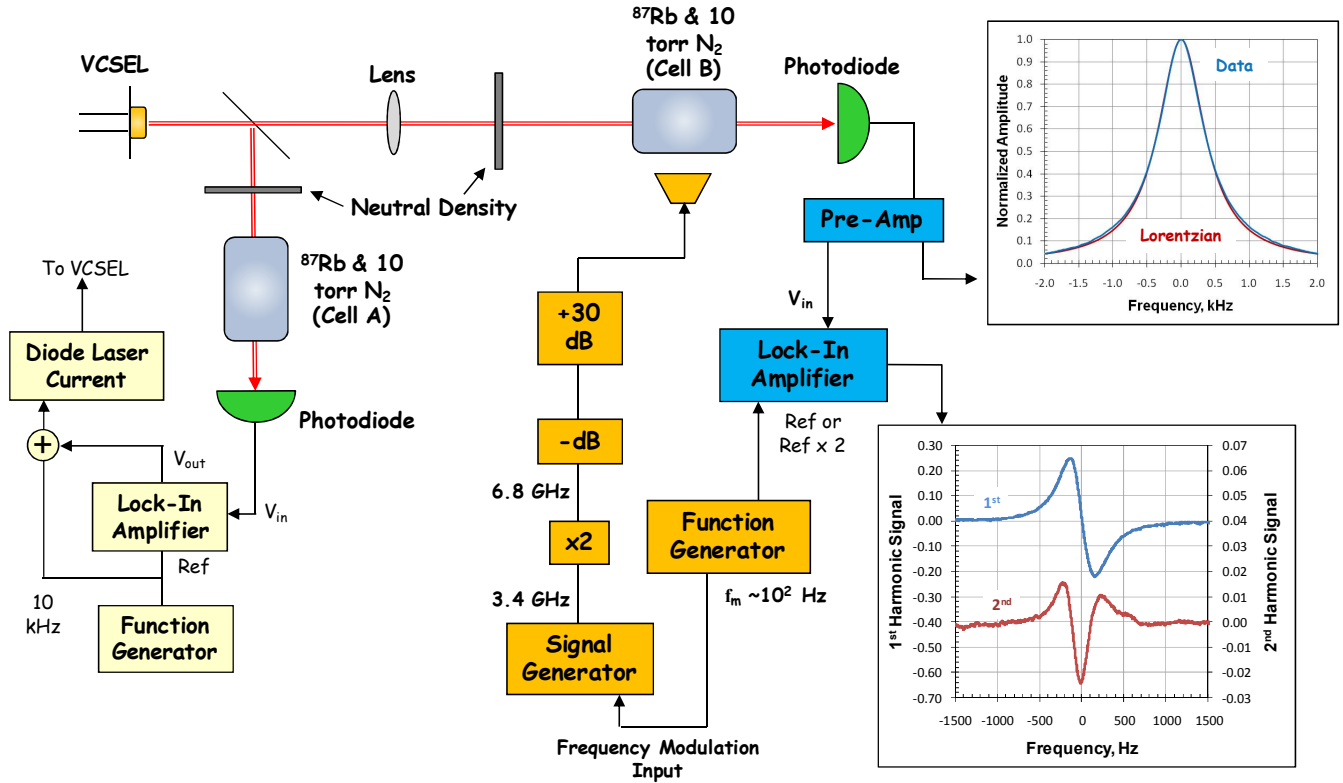 VCSEL
Lens
⁸⁷Rb & 10
torr N₂
(Cell B)
Photodiode
Neutral Density
⁸⁷Rb & 10
torr N₂
(Cell A)
Photodiode
To VCSEL
Diode Laser
Current
+
V_out
V_in
Lock-In
Amplifier
Ref
10
kHz
Function
Generator
+30
dB
-dB
6.8 GHz
x2
3.4 GHz
Signal
Generator
Frequency Modulation
Input
Function
Generator
f_m ~10² Hz
Ref or
Ref x 2
Lock-In
Amplifier
V_in
Pre-Amp
Normalized Amplitude
1.0
0.9
0.8
0.7
0.6
0.5
0.4
0.3
0.2
0.1
0.0
Data
Lorentzian
-2.0 -1.5 -1.0 -0.5 0.0 0.5 1.0 1.5 2.0
Frequency, kHz
1ˢᵗ Harmonic Signal
0.30
0.20
0.10
0.00
-0.10
-0.20
-0.30
-0.40
-0.50
-0.60
-0.70
1ˢᵗ
2ⁿᵈ
0.07
0.06
0.05
0.04
0.03
0.02
0.01
0.00
-0.01
-0.02
-0.03
2ⁿᵈ Harmonic Signal
-1500 -1000 -500 0 500 1000 1500
Frequency, Hz